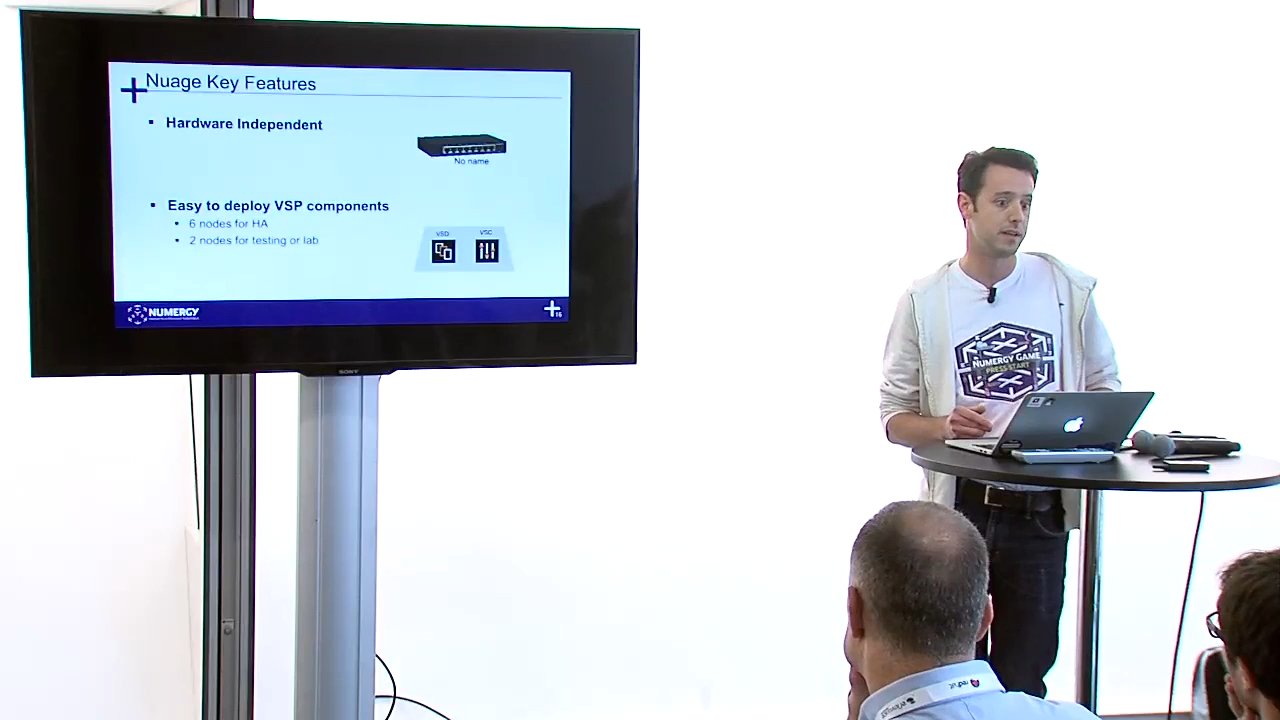 Nuage Key Features
Hardware Independent
No name
Easy to deploy VSP components
6 nodes for HA
2 nodes for testing or lab
VSD
VSC
NUMERGY
16
SONY
NUMERGY GAME
PRESS START